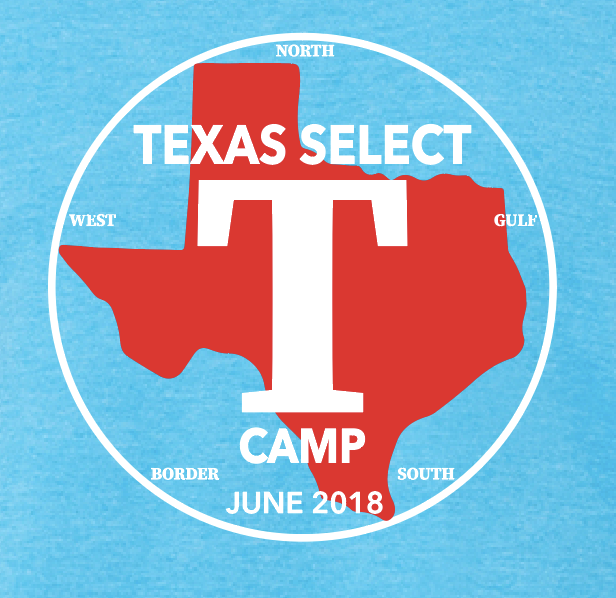 NORTH
TEXAS SELECT
T
WEST
GULF
CAMP
BORDER
SOUTH
JUNE 2018